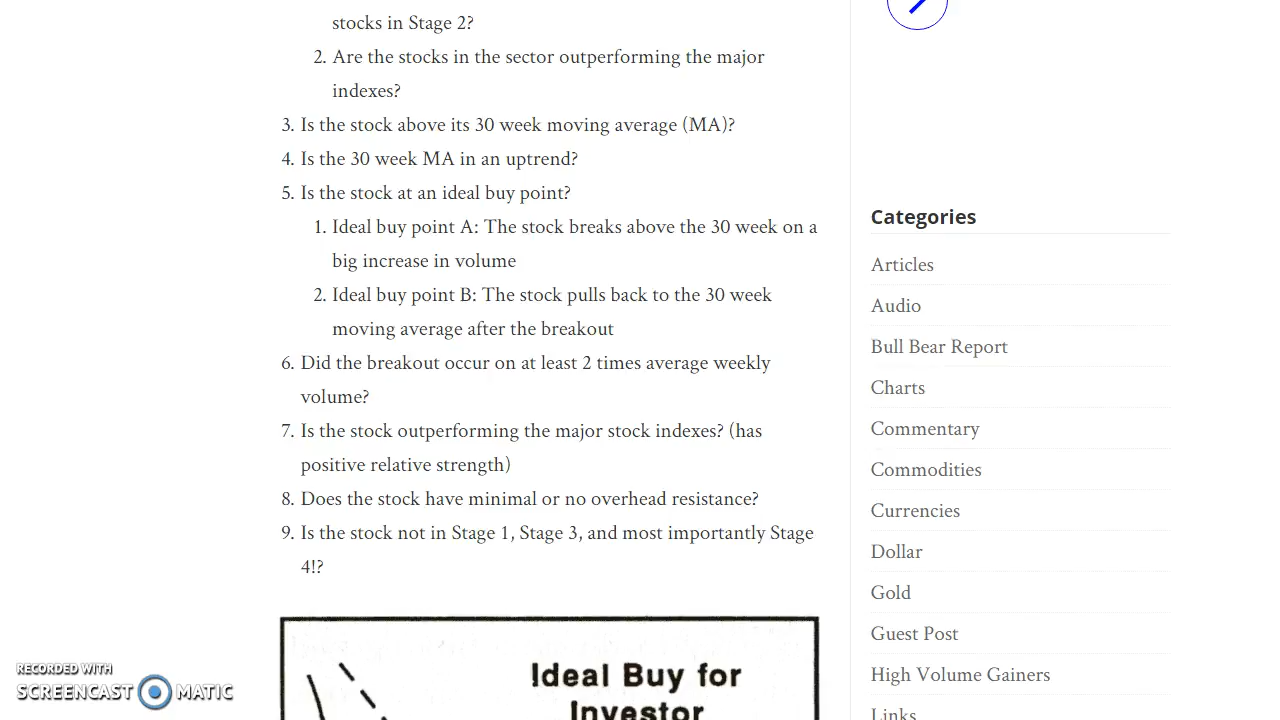 stocks in Stage 2?
2. Are the stocks in the sector outperforming the major
indexes?
3. Is the stock above its 30 week moving average (MA)?
4. Is the 30 week MA in an uptrend?
5. Is the stock at an ideal buy point?
1. Ideal buy point A: The stock breaks above the 30 week on a
big increase in volume
2. Ideal buy point B: The stock pulls back to the 30 week
moving average after the breakout
6. Did the breakout occur on at least 2 times average weekly
volume?
7. Is the stock outperforming the major stock indexes? (has
positive relative strength)
8. Does the stock have minimal or no overhead resistance?
9. Is the stock not in Stage 1, Stage 3, and most importantly Stage
4!?
Ideal Buy for
Investor
Categories
Articles
Audio
Bull Bear Report
Charts
Commentary
Commodities
Currencies
Dollar
Gold
Guest Post
High Volume Gainers
Links
RECORDED WITH
SCREENCAST MATIC